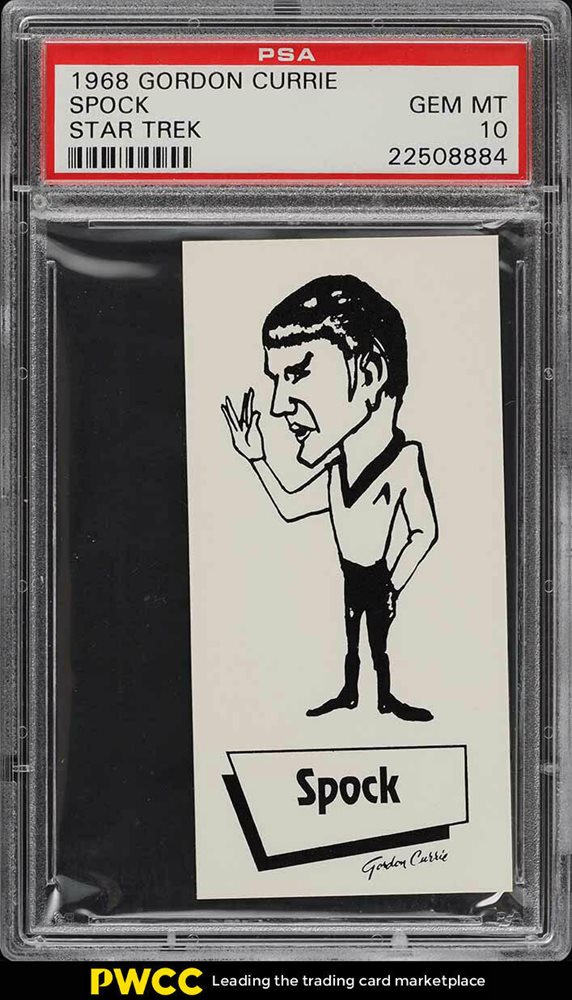 PSA
1968 GORDON CURRIE
SPOCK GEM MT
STAR TREK 10
22508884
Spock
Gordon Currie
PWCC Leading the trading card marketplace